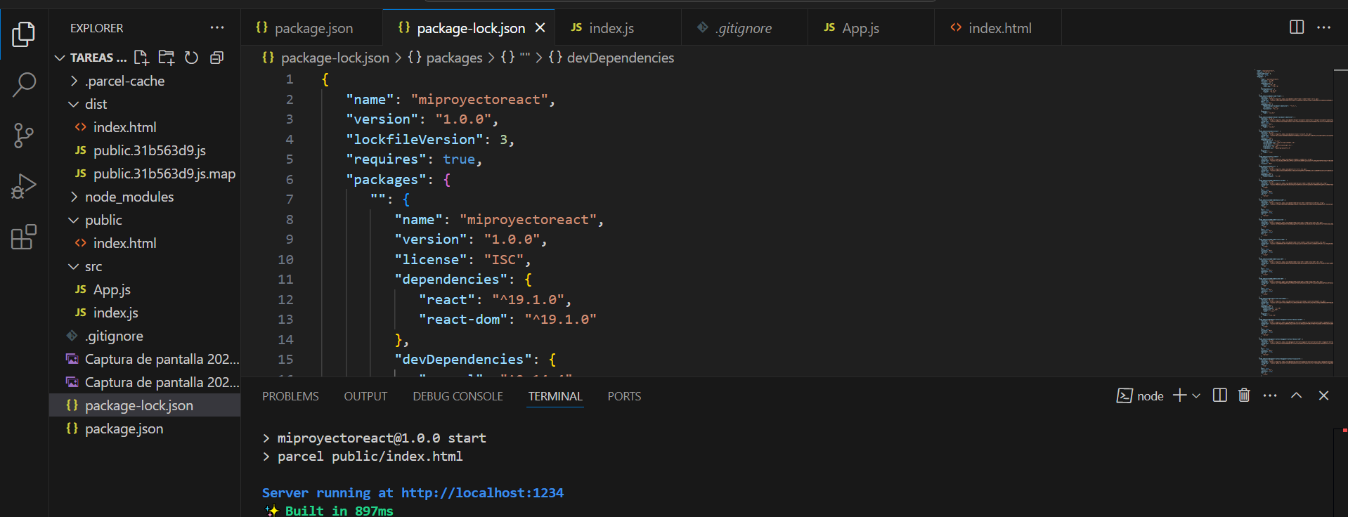 EXPLORER ...
TAREAS ...
.parcel-cache
dist
<> index.html
JS public.31b563d9.js
JS public.31b563d9.js.map
node_modules
public
<> index.html
src
JS App.js
JS index.js
.gitignore
Captura de pantalla 202...
Captura de pantalla 202...
{} package-lock.json
{} package.json
{} package.json
{} package-lock.json
JS index.js
.gitignore
JS App.js
<> index.html
{} package-lock.json > {} packages > {} "" > {} devDependencies
1 {
2 "name": "miproyectoreact",
3 "version": "1.0.0",
4 "lockfileVersion": 3,
5 "requires": true,
6 "packages": {
7 "": {
8 "name": "miproyectoreact",
9 "version": "1.0.0",
10 "license": "ISC",
11 "dependencies": {
12 "react": "^19.1.0",
13 "react-dom": "^19.1.0"
14 },
15 "devDependencies": {
PROBLEMS OUTPUT DEBUG CONSOLE TERMINAL PORTS
node
> miproyectoreact@1.0.0 start
> parcel public/index.html
Server running at http://localhost:1234
✨ Built in 897ms